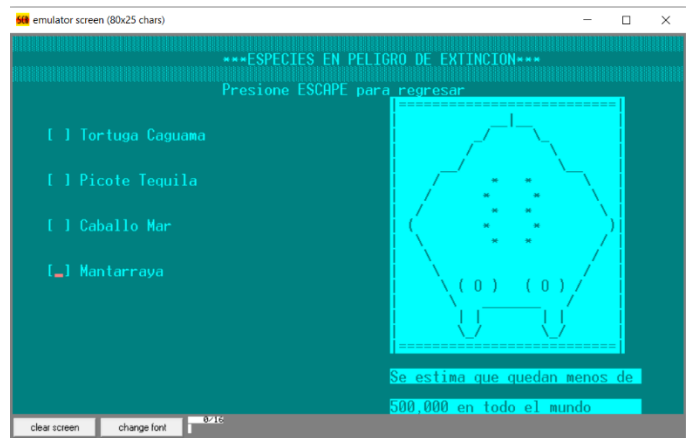 emulator screen (80x25 chars)
***ESPECIES EN PELIGRO DE EXTINCION***
Presione ESCAPE para regresar
[ ] Tortuga Caguama
[ ] Picote Tequila
[ ] Caballo Mar
[_] Mantarraya
( O ) ( O )
Se estima que quedan menos de
500,000 en todo el mundo
clear screen
change font
0/16